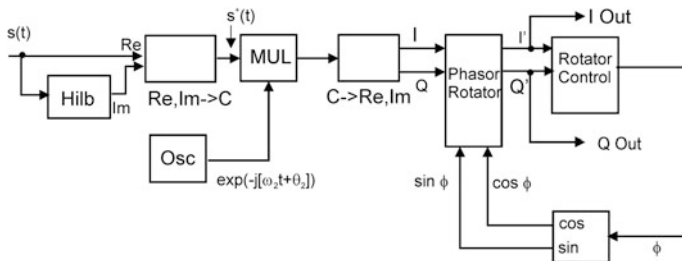 s(t)
Re
Hilb
Im
Re,Im->C
s⁺(t)
MUL
Osc
exp(-j[ω₂t+θ₂])
C->Re,Im
I
Q
Phasor
Rotator
I'
Q'
I Out
Rotator
Control
Q Out
sin ϕ
cos ϕ
cos
sin
ϕ